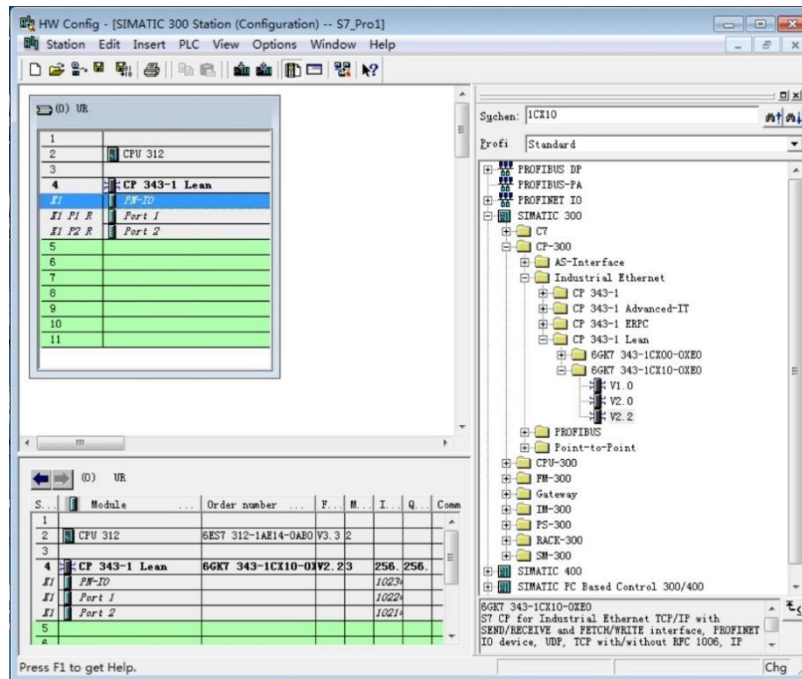 HW Config - [SIMATIC 300 Station (Configuration) -- S7_Pro1]
Station Edit Insert PLC View Options Window Help
(0) UR
1
2 CPU 312
3
4 CP 343-1 Lean
X1 PN-IO
X1 P1 R Port 1
X1 P2 R Port 2
5
6
7
8
9
10
11
Suchen: 1CX10
Profi Standard
PROFIBUS DP
PROFIBUS-PA
PROFINET IO
SIMATIC 300
C7
CP-300
AS-Interface
Industrial Ethernet
CP 343-1
CP 343-1 Advanced-IT
CP 343-1 ERPC
CP 343-1 Lean
6GK7 343-1CX00-0XE0
6GK7 343-1CX10-0XE0
V1.0
V2.0
V2.2
PROFIBUS
Point-to-Point
CPU-300
FM-300
Gateway
IM-300
PS-300
RACK-300
SM-300
SIMATIC 400
SIMATIC PC Based Control 300/400
(0) UR
S... Module ... Order number ... F... M... I... Q... Comm
1
2 CPU 312 6ES7 312-1AE14-0AB0 V3.3 2
3
4 CP 343-1 Lean 6GK7 343-1CX10-0X V2.2 3 256. 256.
X1 PN-IO 1023*
X1 Port 1 1022*
X1 Port 2 1021*
5
6
6GK7 343-1CX10-0XE0
S7 CP for Industrial Ethernet TCP/IP with
SEND/RECEIVE and FETCH/WRITE interface, PROFINET
IO device, UDP, TCP with/without RFC 1006, IP
Press F1 to get Help.
Chg